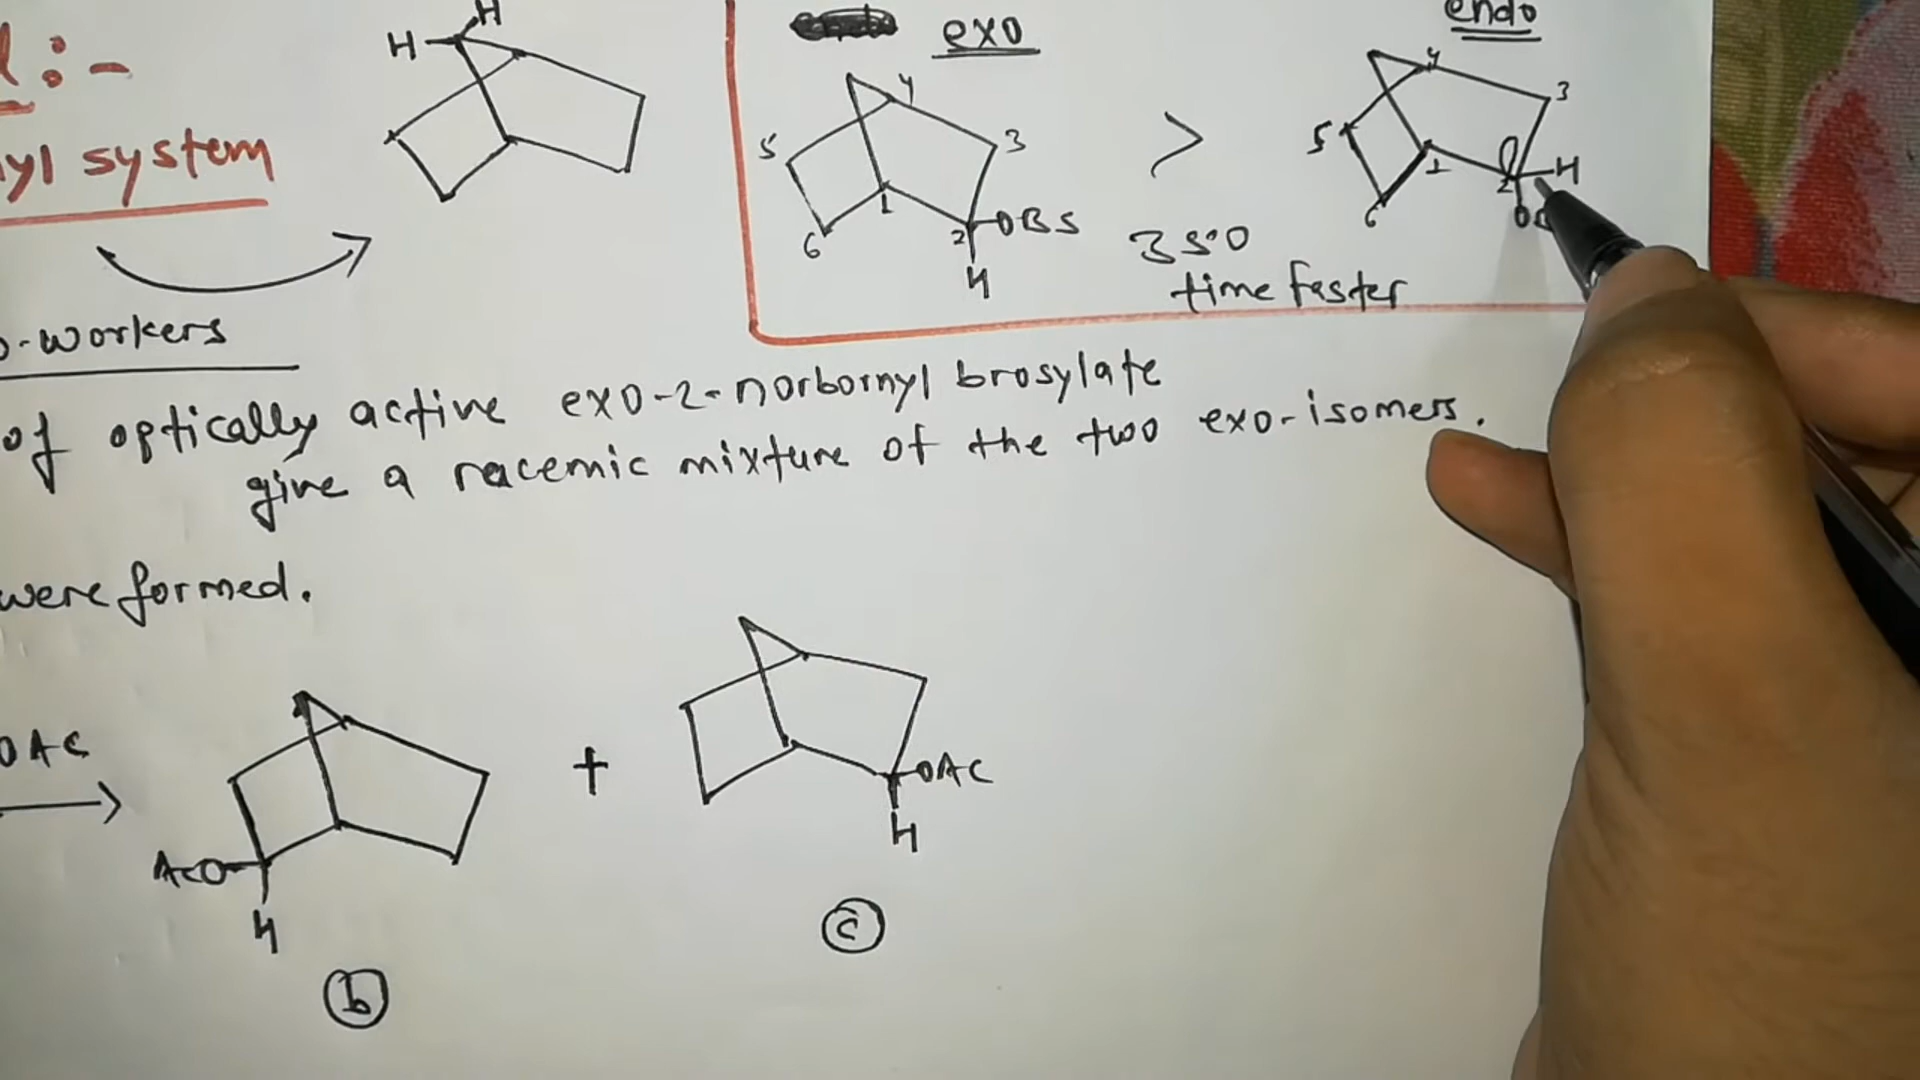 H
H
exo
endo
yl system
4
3
5
1
2 OBS
6
H
>
350
time faster
4
3
5
1
2
H
6
O
o-workers
of optically active exo-2-norbornyl brosylate
give a racemic mixture of the two exo-isomers.
were formed.
OAC
AcO
H
b
+
OAC
H
c